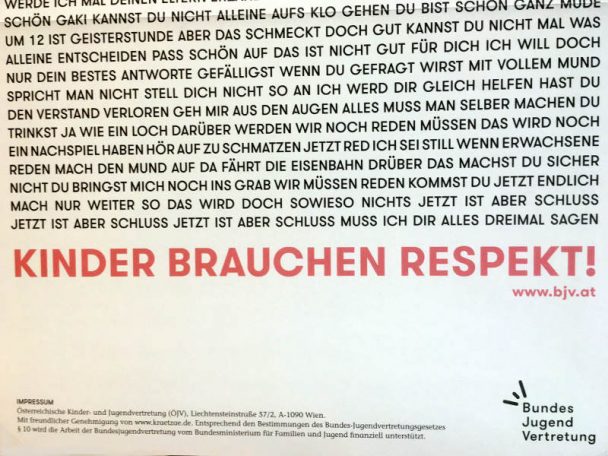 WERDE ICH MAL DEINEN ELTERN
SCHÖN GAKI KANNST DU NICHT ALLEINE AUFS KLO GEHEN DU BIST SCHÖN GANZ MÜDE
UM 12 IST GEISTERSTUNDE ABER DAS SCHMECKT DOCH GUT KANNST DU NICHT MAL WAS
ALLEINE ENTSCHEIDEN PASS SCHÖN AUF DAS IST NICHT GUT FÜR DICH ICH WILL DOCH
NUR DEIN BESTES ANTWORTE GEFÄLLIGST WENN DU GEFRAGT WIRST MIT VOLLEM MUND
SPRICHT MAN NICHT STELL DICH NICHT SO AN ICH WERD DIR GLEICH HELFEN HAST DU
DEN VERSTAND VERLOREN GEH MIR AUS DEN AUGEN ALLES MUSS MAN SELBER MACHEN DU
TRINKST JA WIE EIN LOCH DARÜBER WERDEN WIR NOCH REDEN MÜSSEN DAS WIRD NOCH
EIN NACHSPIEL HABEN HÖR AUF ZU SCHMATZEN JETZT RED ICH SEI STILL WENN ERWACHSENE
REDEN MACH DEN MUND AUF DA FÄHRT DIE EISENBAHN DRÜBER DAS MACHST DU SICHER
NICHT DU BRINGST MICH NOCH INS GRAB WIR MÜSSEN REDEN KOMMST DU JETZT ENDLICH
MACH NUR WEITER SO DAS WIRD DOCH SOWIESO NICHTS JETZT IST ABER SCHLUSS
JETZT IST ABER SCHLUSS JETZT IST ABER SCHLUSS MUSS ICH DIR ALLES DREIMAL SAGEN
KINDER BRAUCHEN RESPEKT!
www.bjv.at
IMPRESSUM
Österreichische Kinder- und Jugendvertretung (ÖJV), Liechtensteinstraße 57/2, A-1090 Wien.
Mit freundlicher Genehmigung von www.kraetzae.de. Entsprechend den Bestimmungen des Bundes-Jugendvertretungsgesetzes
§ 10 wird die Arbeit der Bundesjugendvertretung vom Bundesministerium für Familien und Jugend finanziell unterstützt.
Bundes
Jugend
Vertretung